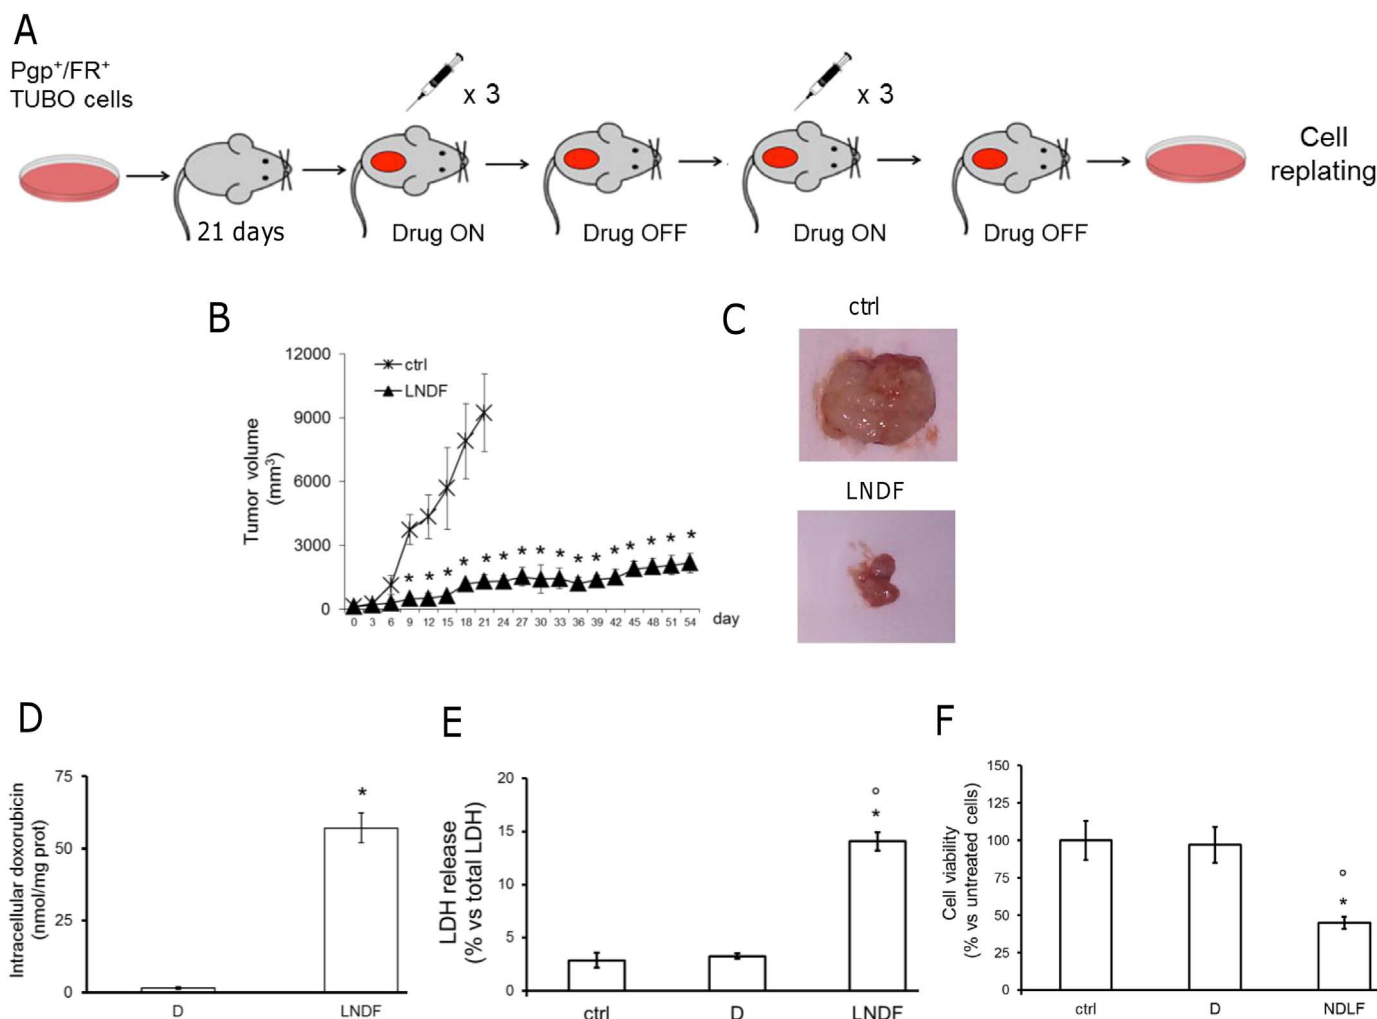 A
Pgp⁺/FR⁺
TUBO cells
x 3
x 3
Cell
replating
21 days
Drug ON
Drug OFF
Drug ON
Drug OFF
B
12000
9000
6000
3000
0
Tumor volume
(mm³)
ctrl
LNDF
* * * * * * * * * * * * * * * *
0 3 6 9 12 15 18 21 24 27 30 33 36 39 42 45 48 51 54
day
C
ctrl
LNDF
D
Intracellular doxorubicin
(nmol/mg prot)
75
50
25
0
*
D
LNDF
E
LDH release
(% vs total LDH)
20
15
10
5
0
°
*
ctrl
D
LNDF
F
Cell viability
(% vs untreated cells)
150
125
100
75
50
25
0
°
*
ctrl
D
NDLF